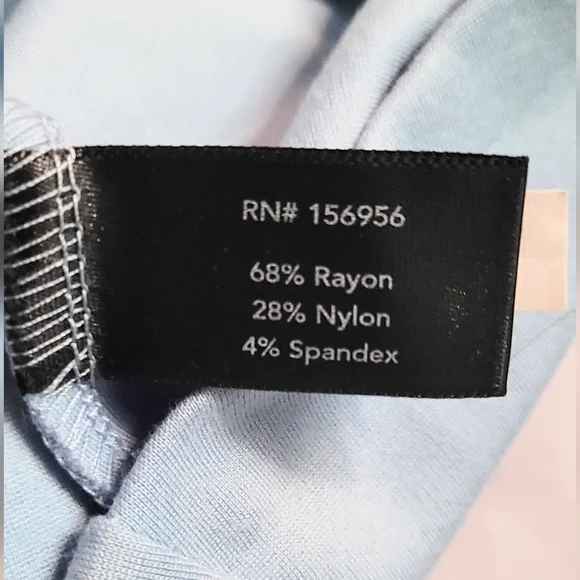 RN# 156956
68% Rayon
28% Nylon
4% Spandex